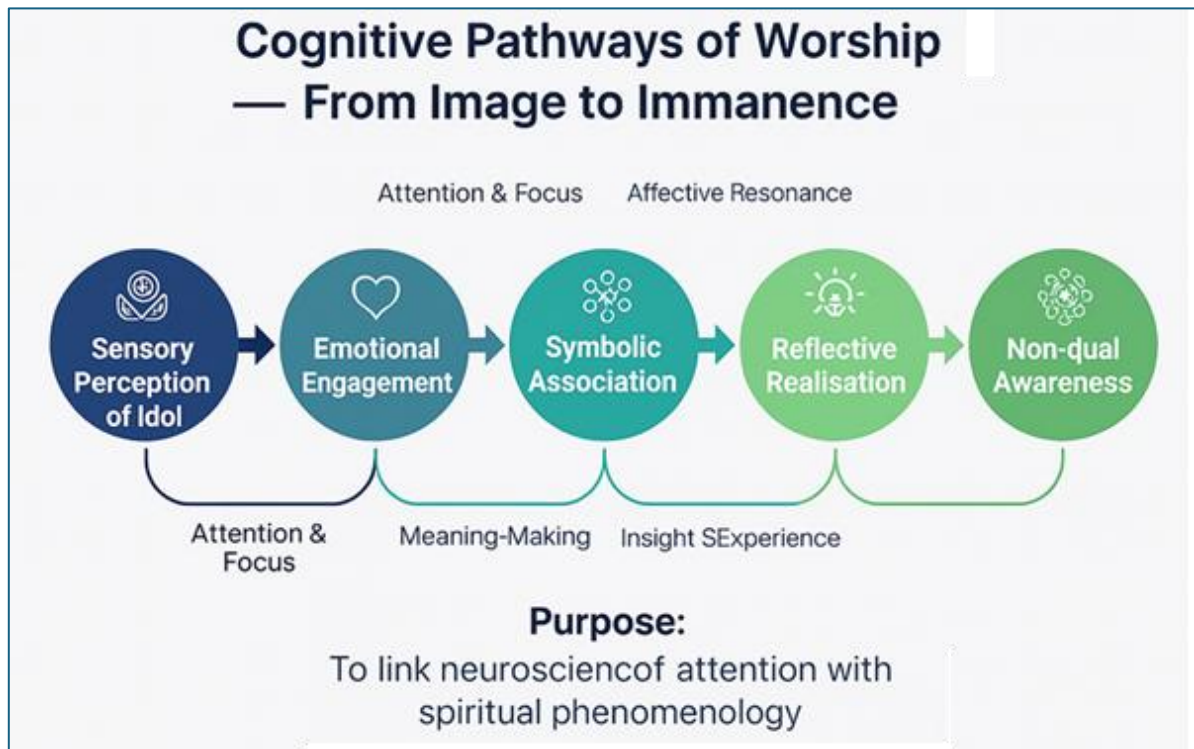 Cognitive Pathways of Worship
— From Image to Immanence
Attention & Focus
Affective Resonance
Sensory
Perception
of Idol
Emotional
Engagement
Symbolic
Association
Reflective
Realisation
Non-dual
Awareness
Attention &
Focus
Meaning-Making
Insight SExperience
Purpose:
To link neurosciencof attention with
spiritual phenomenology